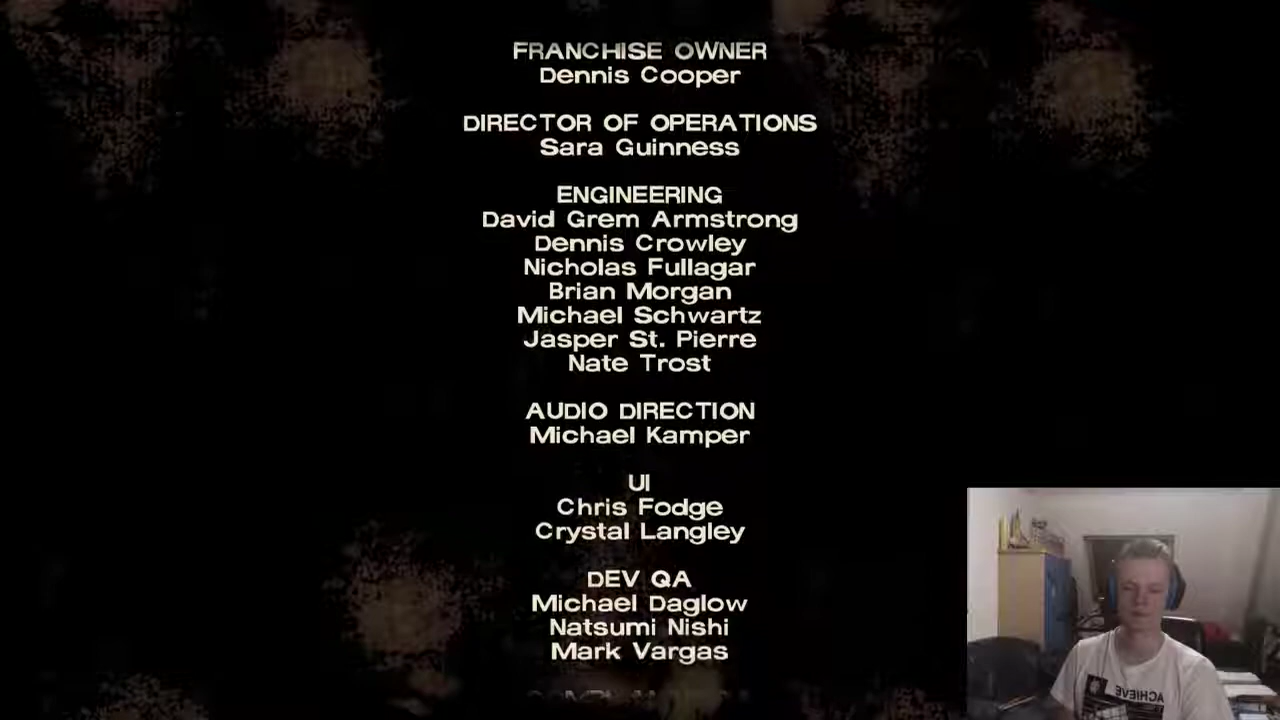 FRANCHISE OWNER
Dennis Cooper
DIRECTOR OF OPERATIONS
Sara Guinness
ENGINEERING
David Grem Armstrong
Dennis Crowley
Nicholas Fullagar
Brian Morgan
Michael Schwartz
Jasper St. Pierre
Nate Trost
AUDIO DIRECTION
Michael Kamper
UI
Chris Fodge
Crystal Langley
DEV QA
Michael Daglow
Natsumi Nishi
Mark Vargas
ACHIEVE